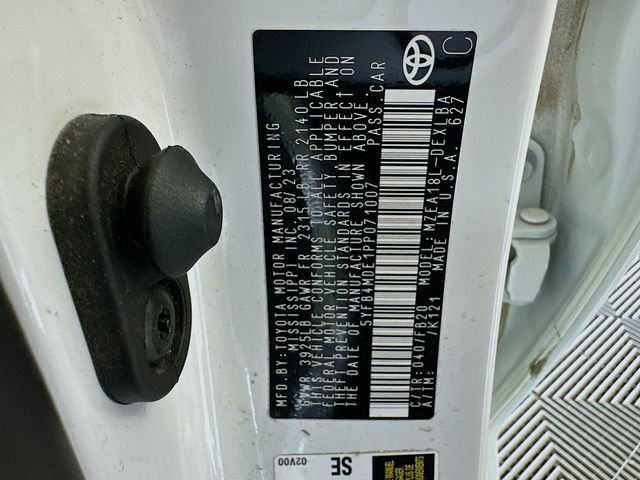 MFD.BY:TOYOTA MOTOR MANUFACTURING
MISSISSIPPI INC. 08/23
GVWR 3925LB GAWR FR 2315LB RR 2140LB
THIS VEHICLE CONFORMS TO ALL APPLICABLE
FEDERAL MOTOR VEHICLE SAFETY, BUMPER AND
THEFT PREVENTION STANDARDS IN EFFECT ON
THE DATE OF MANUFACTURE SHOWN ABOVE.
5YFB4MDE1PP071007 PASS.CAR
C/TR: 040/FB20 MODEL: MZEA18L-DEXLBA
A/TM: /K421 MADE IN U.S.A. 627
C
SE
02V00